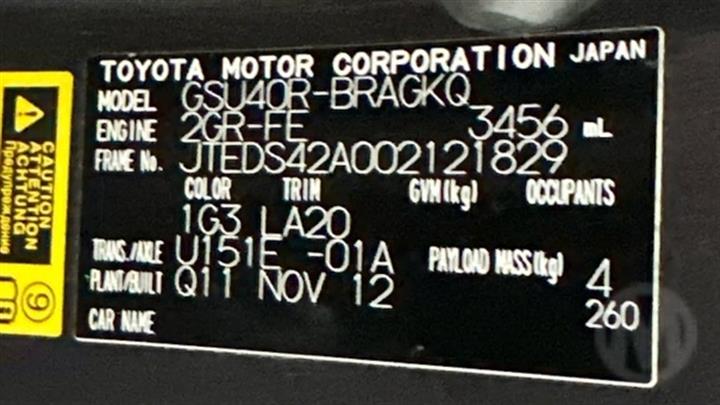 TOYOTA MOTOR CORPORATION JAPAN
MODEL GSU40R-BRAGKQ
ENGINE 2GR-FE 3456 mL
FRAME No. JTEDS42A002121829
COLOR TRIM GVM(kg) OCCUPANTS
1G3 LA20
TRANS./AXLE U151E -01A PAYLOAD MASS(kg) 4
PLANT/BUILT Q11 NOV 12 260
CAR NAME
CAUTION
ATTENTION
ACHTUNG
Предупреждение
9